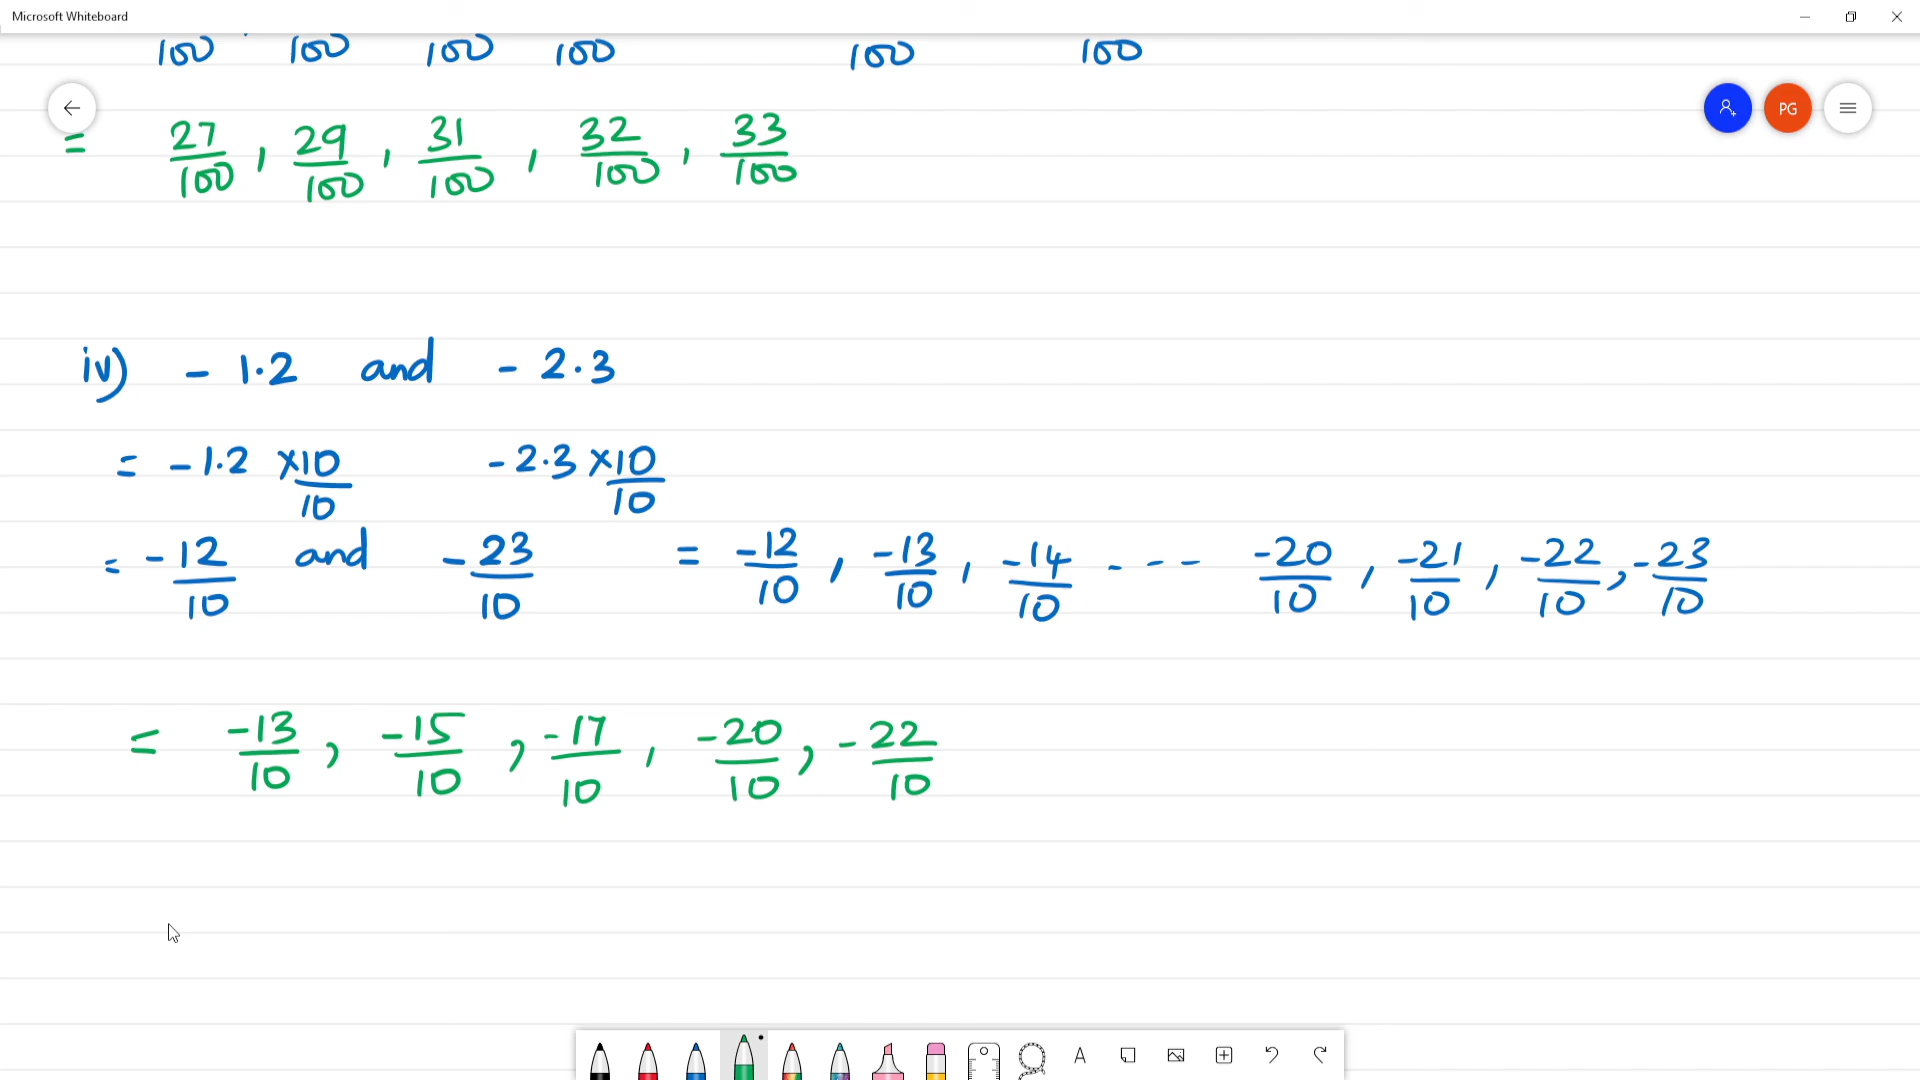 Microsoft Whiteboard
100 100 100 100 100 100
PG
= 27/100 , 29/100 , 31/100 , 32/100 , 33/100
iv) - 1.2 and - 2.3
= -1.2 ×10/10 -2.3 ×10/10
= -12/10 and -23/10 = -12/10 , -13/10 , -14/10 - - - -20/10 , -21/10 , -22/10 , -23/10
= -13/10 , -15/10 , -17/10 , -20/10 , -22/10
A